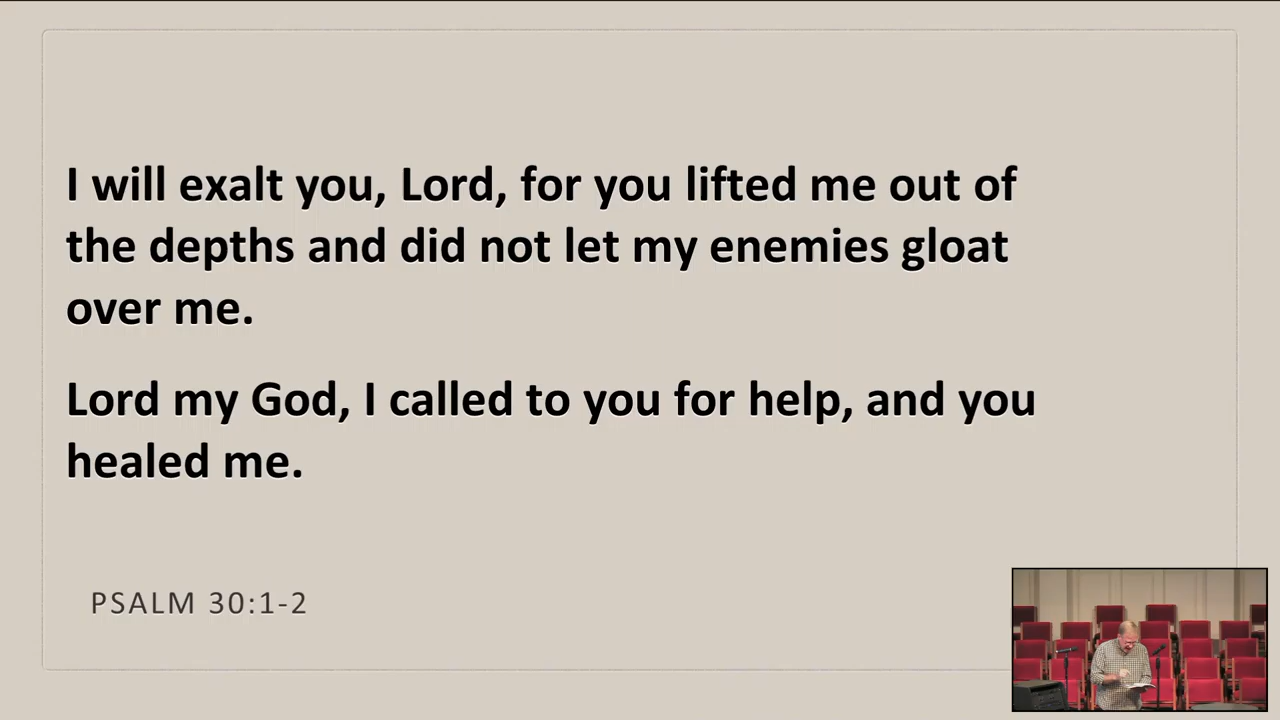 I will exalt you, Lord, for you lifted me out of
the depths and did not let my enemies gloat
over me.
Lord my God, I called to you for help, and you
healed me.
PSALM 30:1-2